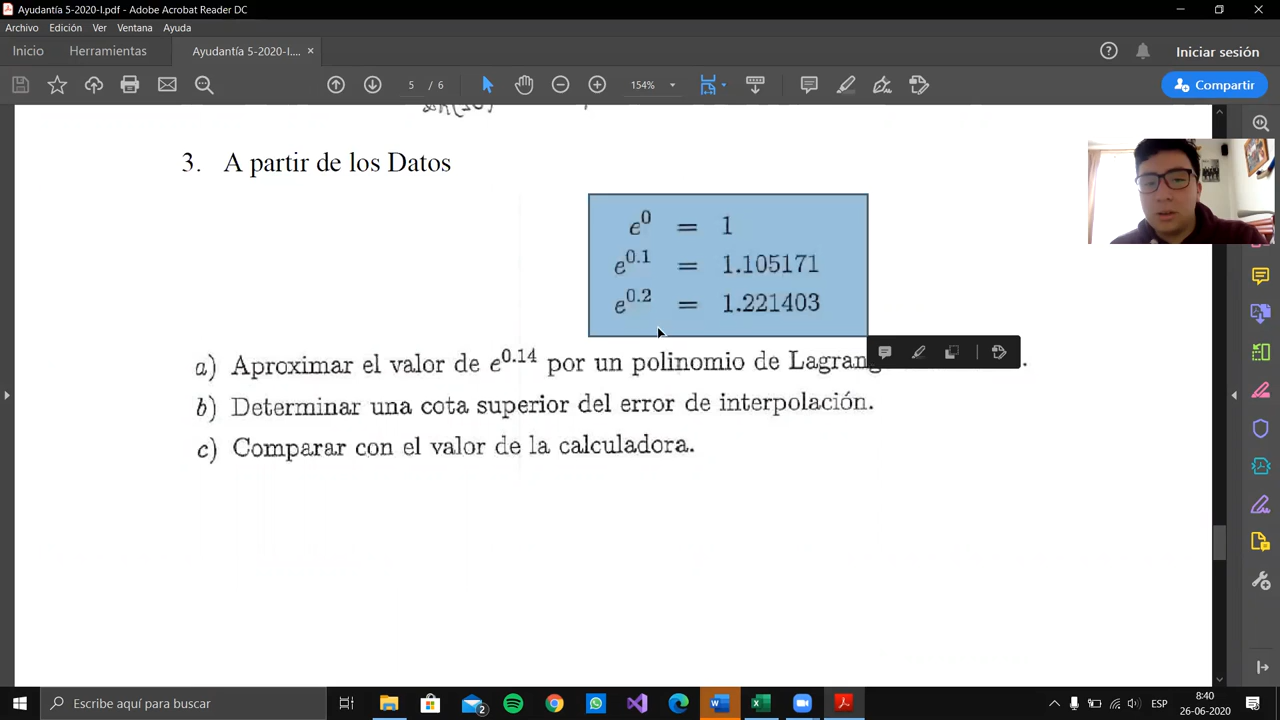 Ayudantía 5-2020-I.pdf - Adobe Acrobat Reader DC
Archivo Edición Ver Ventana Ayuda
Inicio Herramientas Ayudantía 5-2020-I.... × Iniciar sesión
5 / 6 154% Compartir
3. A partir de los Datos
e^0 = 1
e^0.1 = 1.105171
e^0.2 = 1.221403
a) Aproximar el valor de e^0.14 por un polinomio de Lagrang
b) Determinar una cota superior del error de interpolación.
c) Comparar con el valor de la calculadora.
Escribe aquí para buscar
2
ESP
8:40
26-06-2020